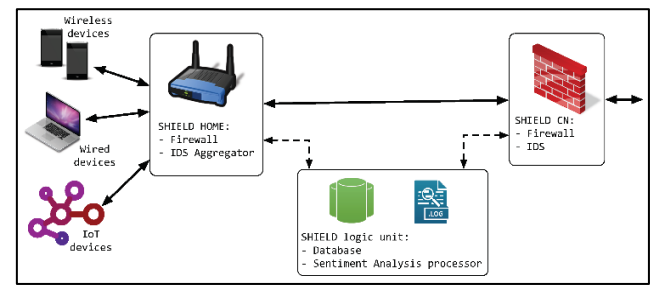 Wireless
devices
Wired
devices
IoT
devices
SHIELD HOME:
- Firewall
- IDS Aggregator
SHIELD CN:
- Firewall
- IDS
.LOG
SHIELD logic unit:
- Database
- Sentiment Analysis processor